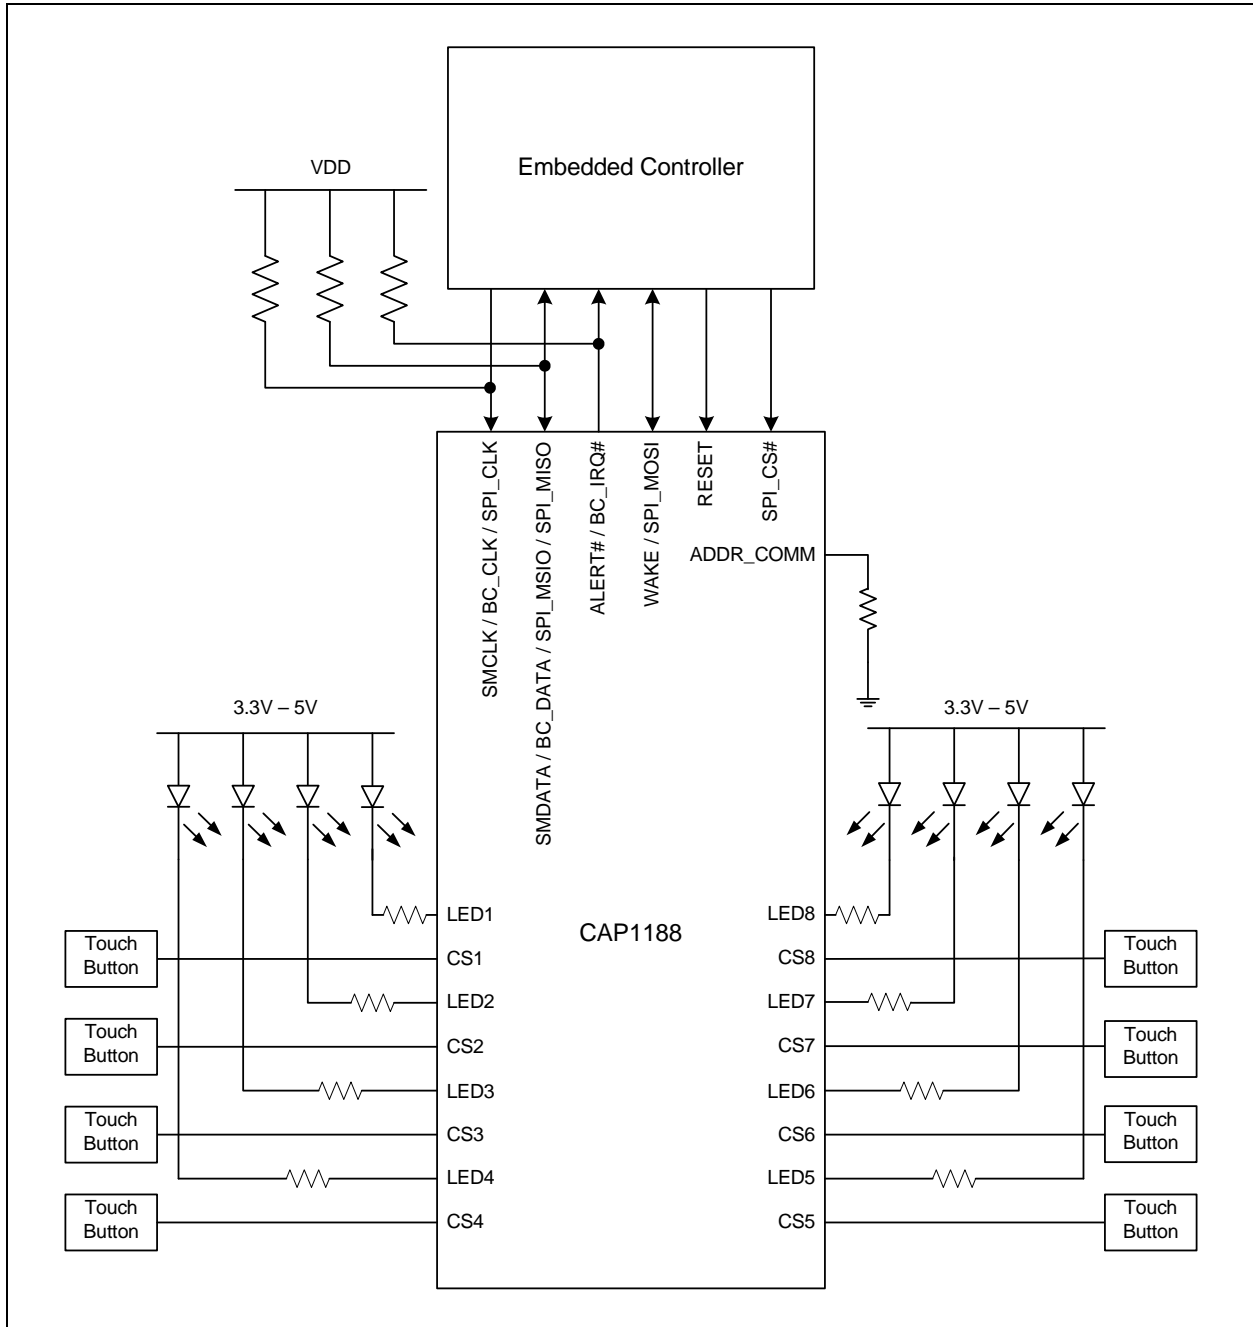 Embedded Controller
VDD
SMCLK / BC_CLK / SPI_CLK
SMDATA / BC_DATA / SPI_MSIO / SPI_MISO
ALERT# / BC_IRQ#
WAKE / SPI_MOSI
RESET
SPI_CS#
ADDR_COMM
3.3V – 5V
3.3V – 5V
CAP1188
LED1
CS1
LED2
CS2
LED3
CS3
LED4
CS4
LED8
CS8
LED7
CS7
LED6
CS6
LED5
CS5
Touch
Button
Touch
Button
Touch
Button
Touch
Button
Touch
Button
Touch
Button
Touch
Button
Touch
Button